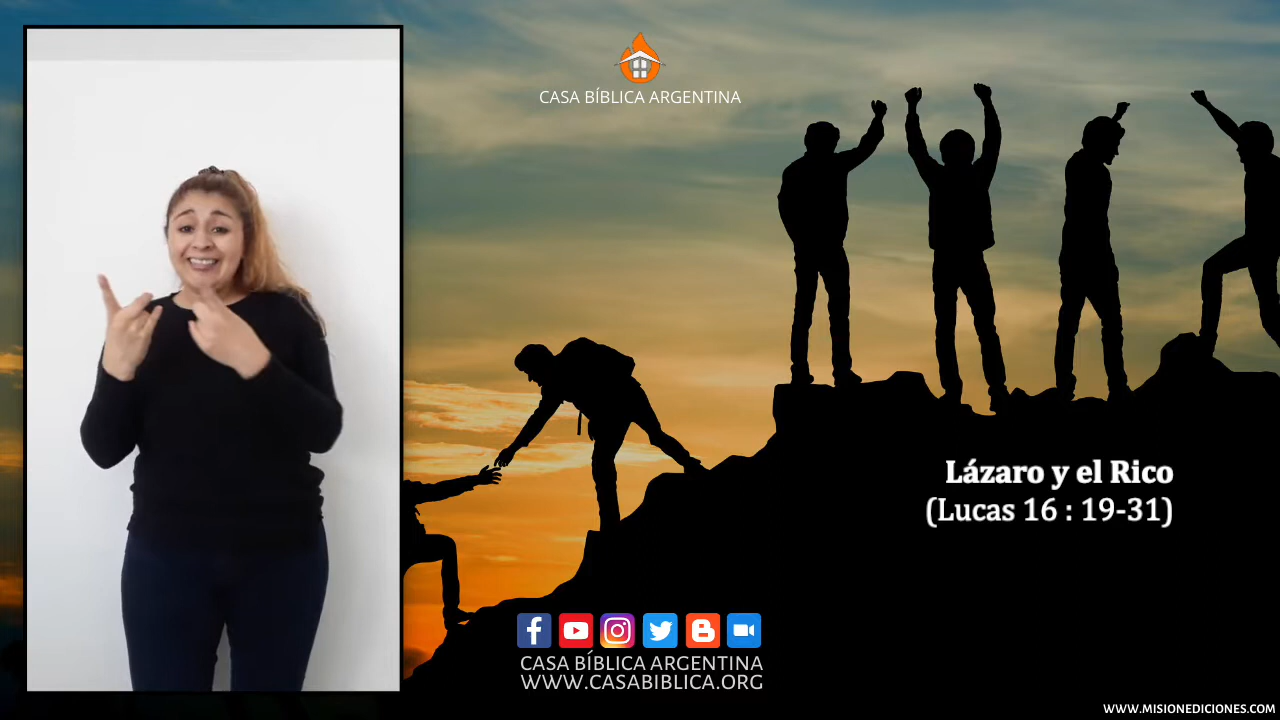 CASA BÍBLICA ARGENTINA
Lázaro y el Rico
(Lucas 16 : 19-31)
CASA BÍBLICA ARGENTINA
WWW.CASABIBLICA.ORG
WWW.MISIONEDICIONES.COM